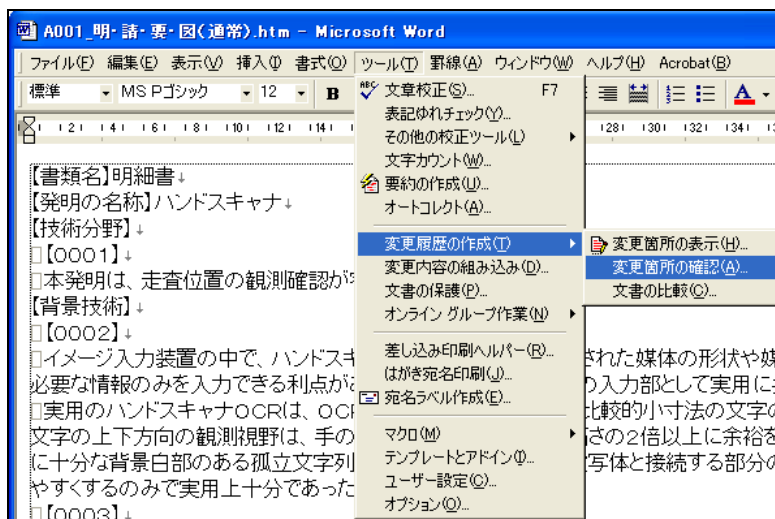 A001_明・請・要・図(通常).htm - Microsoft Word
ファイル(F) 編集(E) 表示(V) 挿入(I) 書式(O) ツール(T) 罫線(A) ウィンドウ(W) ヘルプ(H) Acrobat(B)
標準 MS Pゴシック 12 B A
文章校正(S)... F7
表記ゆれチェック(Y)...
その他の校正ツール(L)
文字カウント(W)...
要約の作成(U)...
オートコレクト(A)...
変更履歴の作成(T)
変更内容の組み込み(D)...
文書の保護(P)...
オンライン グループ作業(N)
差し込み印刷ヘルパー(R)...
はがき宛名印刷(J)...
宛名ラベル作成(E)...
マクロ(M)
テンプレートとアドイン(I)...
ユーザー設定(C)...
オプション(O)...
変更箇所の表示(H)...
変更箇所の確認(A)...
文書の比較(C)...
2 4 6 8 10 12 14 28 30 32 34
【書類名】明細書↓
【発明の名称】ハンドスキャナ↓
【技術分野】↓
□【0001】↓
□本発明は、走査位置の観測確認が
【背景技術】↓
□【0002】↓
□イメージ入力装置の中で、ハンドスキ された媒体の形状や媒
必要な情報のみを入力できる利点が の入力部として実用に
□実用のハンドスキャナOCRは、OCR 比較的小寸法の文字の
文字の上下方向の観測視野は、手の さの2倍以上に余裕を
に十分な背景白部のある孤立文字列 写体と接続する部分の
やすくするのみで実用上十分であった
□【0003】↓